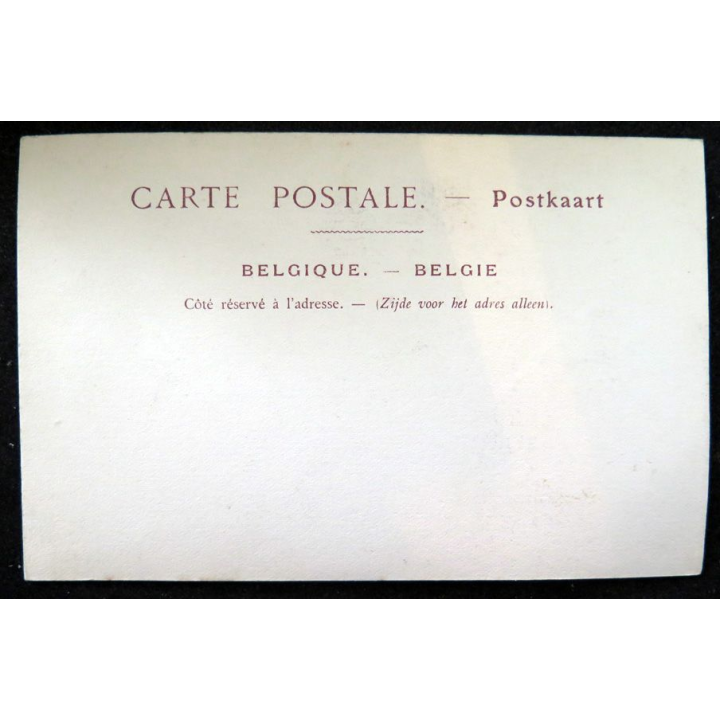 CARTE POSTALE. — Postkaart
BELGIQUE. — BELGIE
Côté réservé à l'adresse. — (Zijde voor het adres alleen).